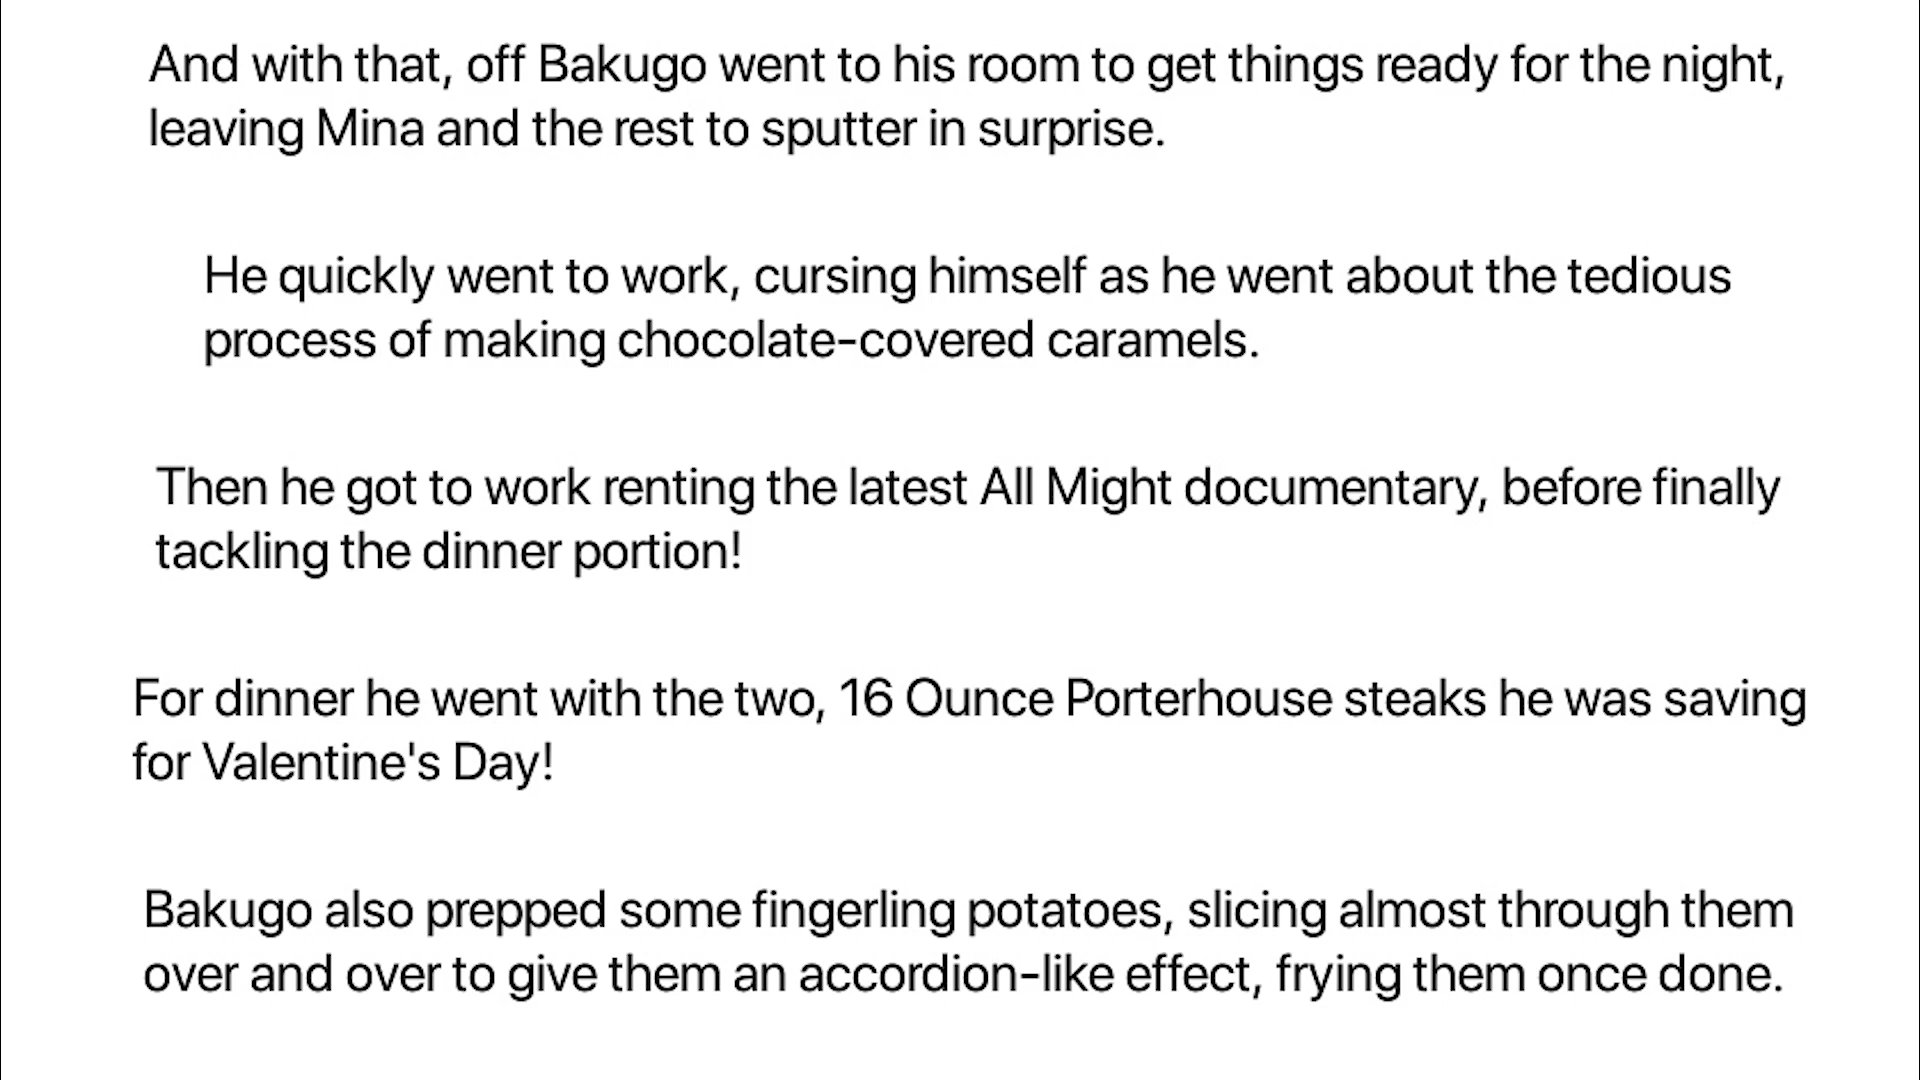 And with that, off Bakugo went to his room to get things ready for the night,
leaving Mina and the rest to sputter in surprise.
He quickly went to work, cursing himself as he went about the tedious
process of making chocolate-covered caramels.
Then he got to work renting the latest All Might documentary, before finally
tackling the dinner portion!
For dinner he went with the two, 16 Ounce Porterhouse steaks he was saving
for Valentine's Day!
Bakugo also prepped some fingerling potatoes, slicing almost through them
over and over to give them an accordion-like effect, frying them once done.